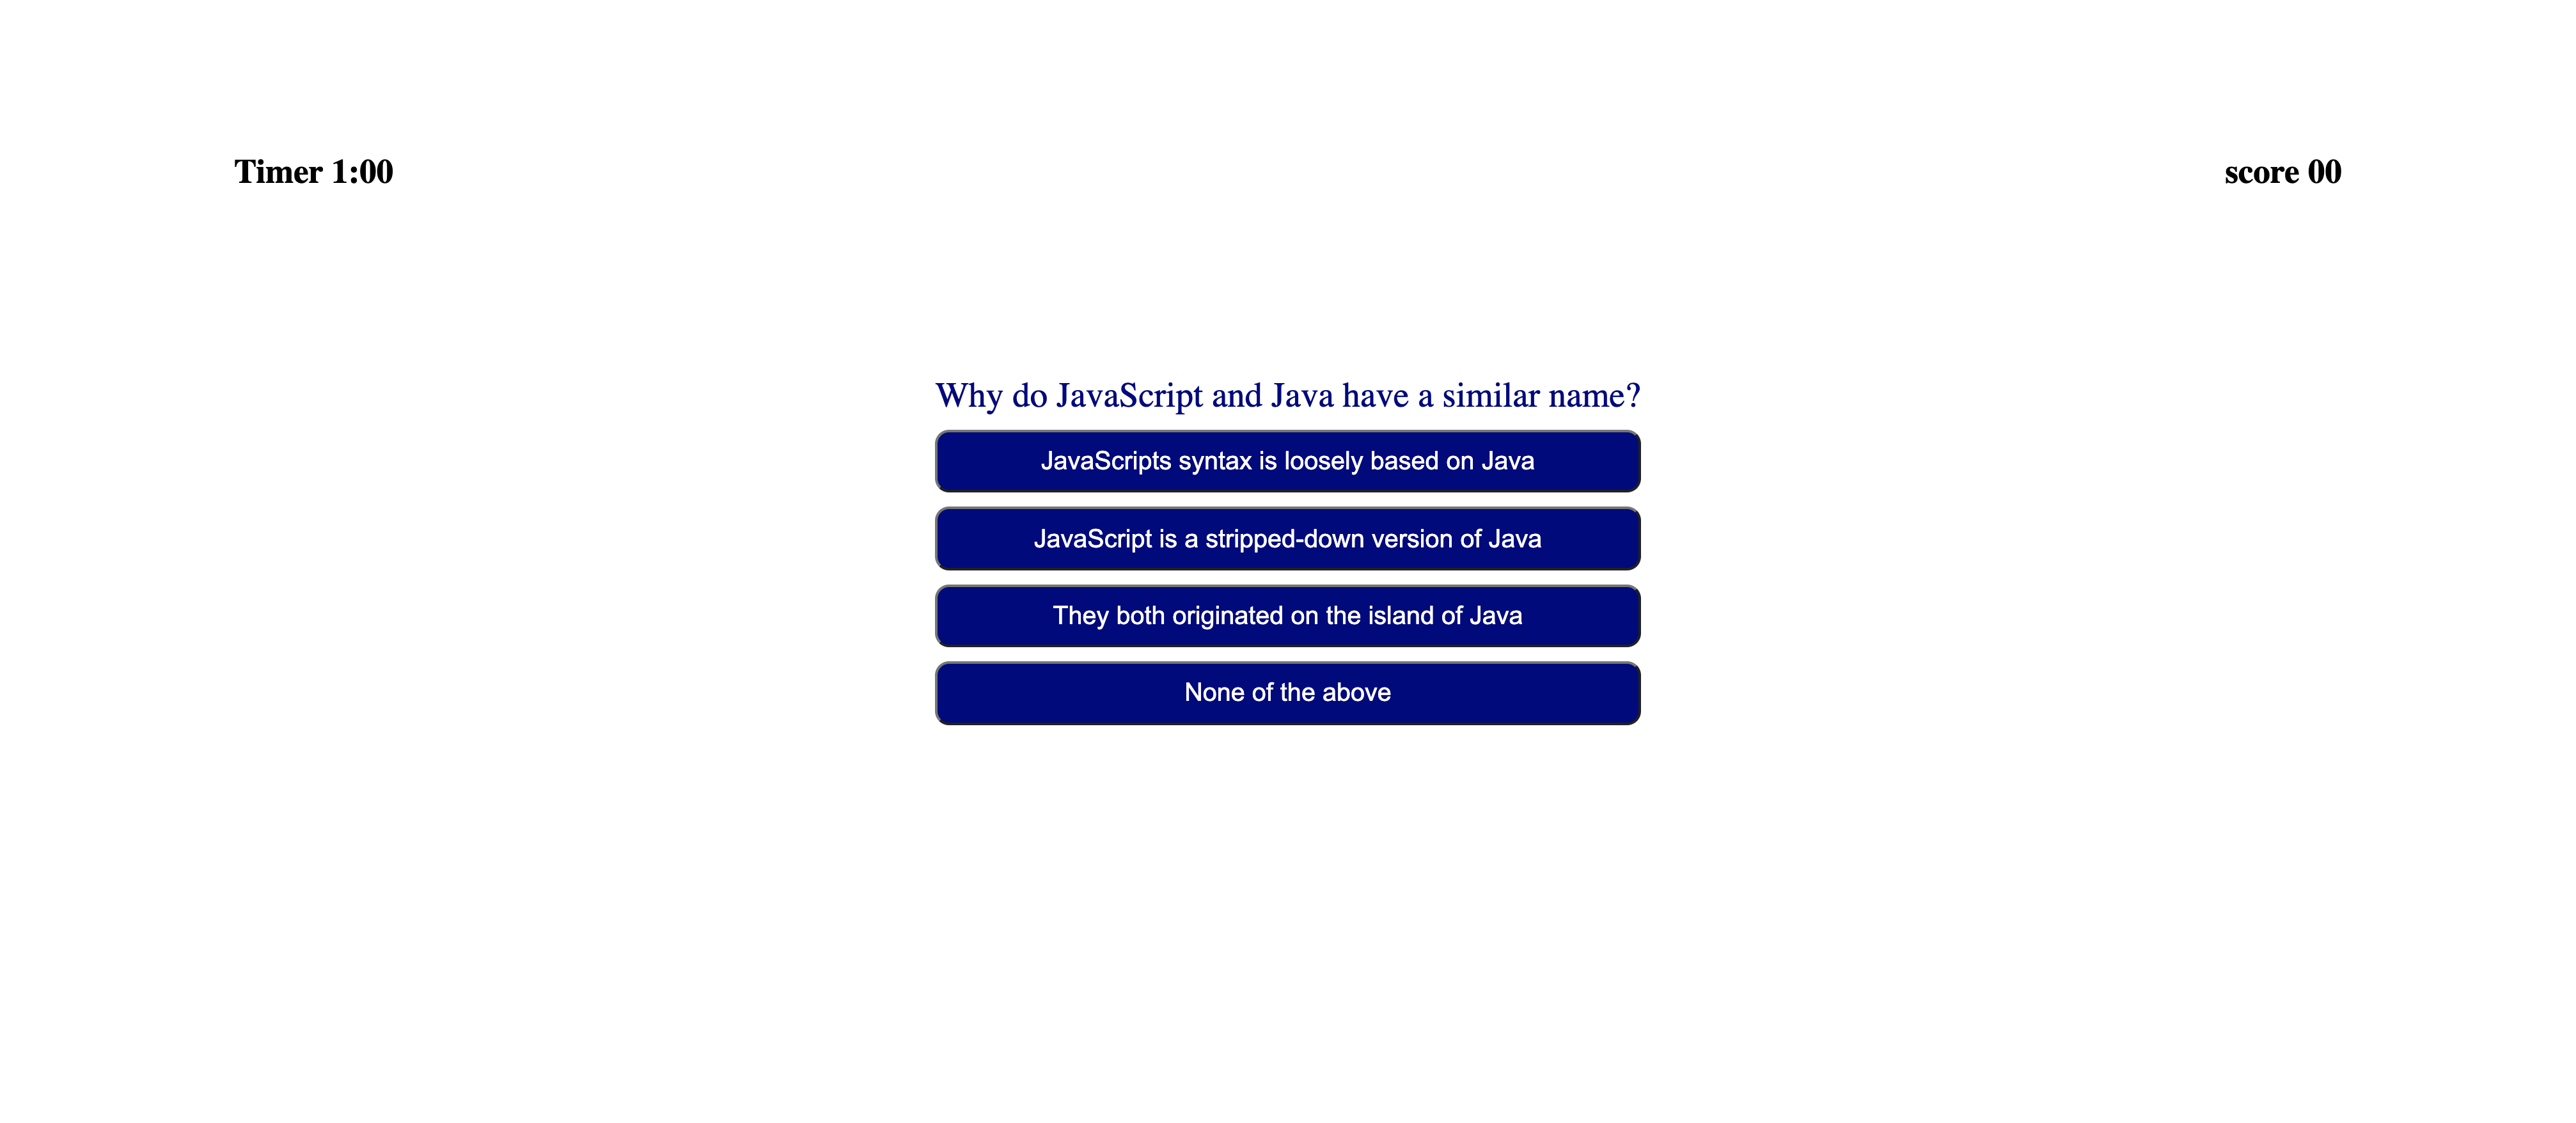 Timer 1:00
score 00
Why do JavaScript and Java have a similar name?
JavaScripts syntax is loosely based on Java
JavaScript is a stripped-down version of Java
They both originated on the island of Java
None of the above